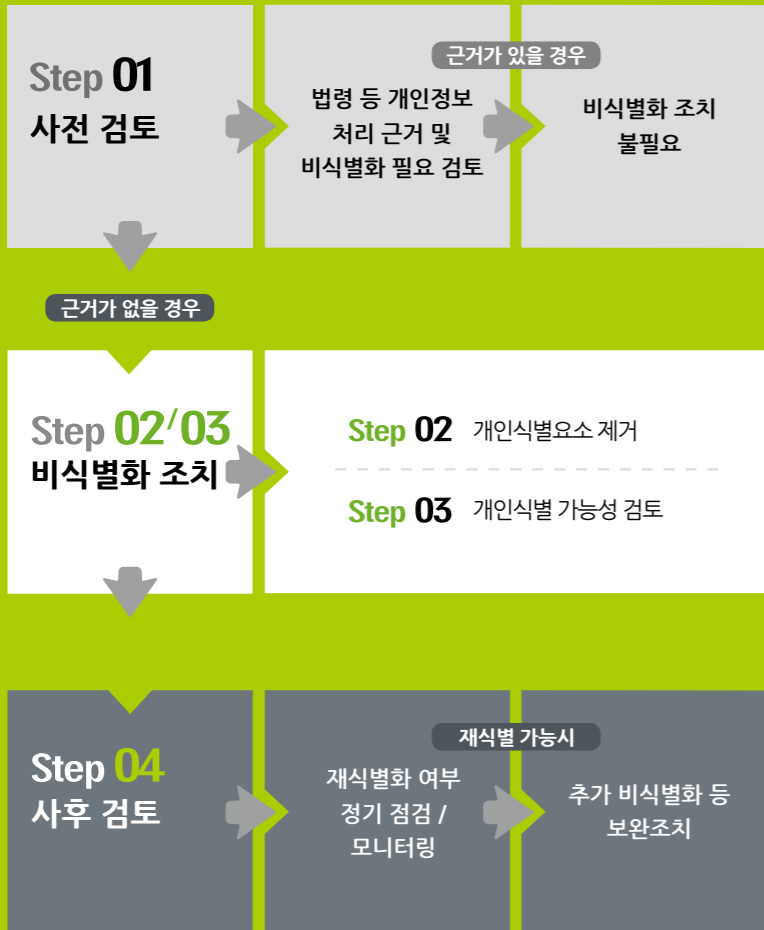 Step 01
사전 검토
법령 등 개인정보
처리 근거 및
비식별화 필요 검토
근거가 있을 경우
비식별화 조치
불필요
근거가 없을 경우
Step 02/03
비식별화 조치
Step 02 개인식별요소 제거
Step 03 개인식별 가능성 검토
Step 04
사후 검토
재식별화 여부
정기 점검 /
모니터링
재식별 가능시
추가 비식별화 등
보완조치